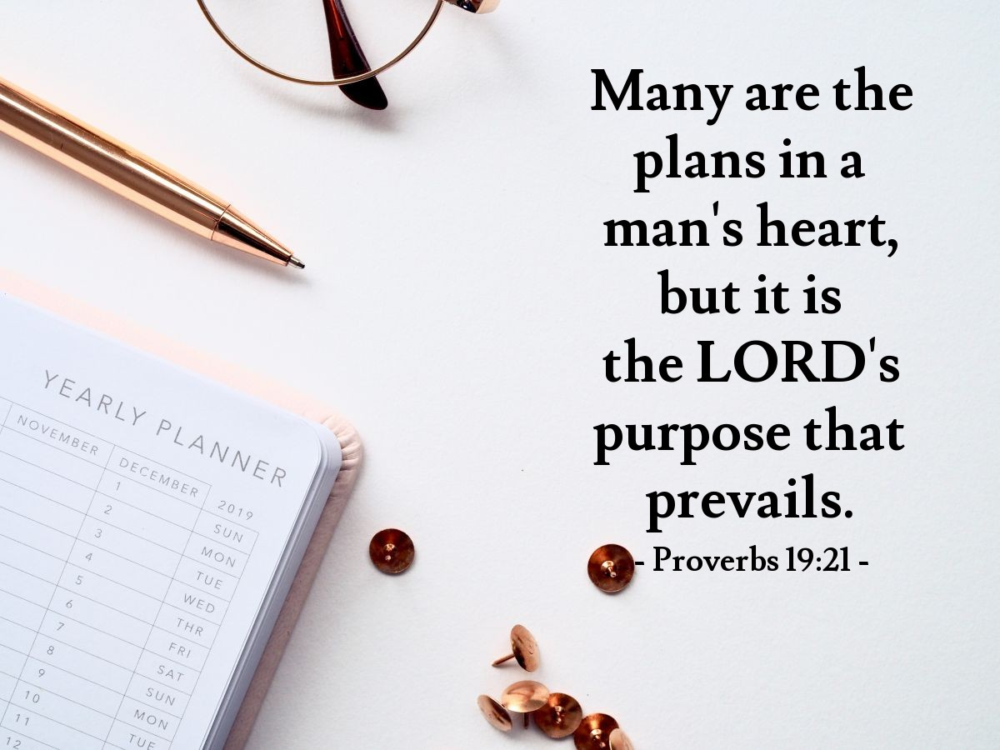 Many are the
plans in a
man's heart,
but it is
the LORD's
purpose that
prevails.
- Proverbs 19:21 -
YEARLY PLANNER
NOVEMBER DECEMBER 2019
1 SUN
2 MON
3 TUE
4 WED
5 THR
6 FRI
7 SAT
8 SUN
9 MON
10 TUE
11
12